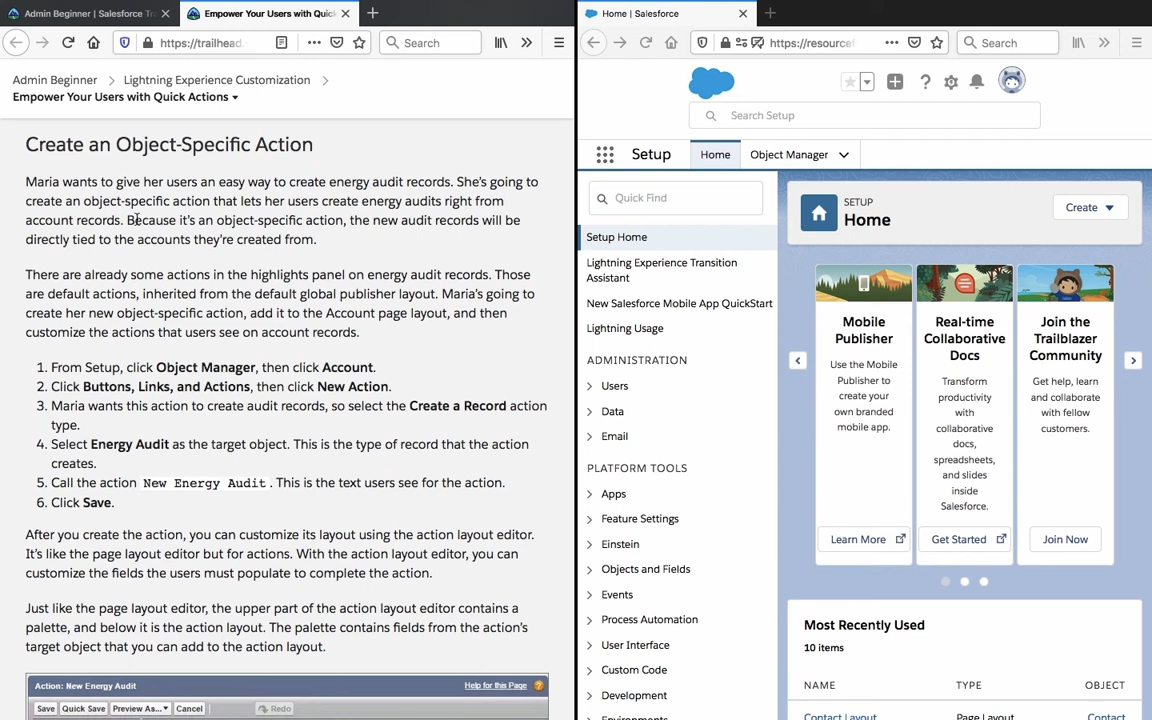 Admin Beginner | Salesforce Tr
Empower Your Users with Quick
https://trailhead.
Search
Admin Beginner
Lightning Experience Customization
Empower Your Users with Quick Actions
Create an Object-Specific Action
Maria wants to give her users an easy way to create energy audit records. She's going to
create an object-specific action that lets her users create energy audits right from
account records. Because it's an object-specific action, the new audit records will be
directly tied to the accounts they're created from.
There are already some actions in the highlights panel on energy audit records. Those
are default actions, inherited from the default global publisher layout. Maria's going to
create her new object-specific action, add it to the Account page layout, and then
customize the actions that users see on account records.
1. From Setup, click Object Manager, then click Account.
2. Click Buttons, Links, and Actions, then click New Action.
3. Maria wants this action to create audit records, so select the Create a Record action
type.
4. Select Energy Audit as the target object. This is the type of record that the action
creates.
5. Call the action New Energy Audit. This is the text users see for the action.
6. Click Save.
After you create the action, you can customize its layout using the action layout editor.
It's like the page layout editor but for actions. With the action layout editor, you can
customize the fields the users must populate to complete the action.
Just like the page layout editor, the upper part of the action layout editor contains a
palette, and below it is the action layout. The palette contains fields from the action's
target object that you can add to the action layout.
Action: New Energy Audit
Help for this Page
Save
Quick Save
Preview As...
Cancel
Redo
Home | Salesforce
https://resource
Search
Search Setup
Setup
Home
Object Manager
Quick Find
Setup Home
Lightning Experience Transition
Assistant
New Salesforce Mobile App QuickStart
Lightning Usage
ADMINISTRATION
Users
Data
Email
PLATFORM TOOLS
Apps
Feature Settings
Einstein
Objects and Fields
Events
Process Automation
User Interface
Custom Code
Development
Environments
SETUP
Home
Create
Mobile
Publisher
Use the Mobile
Publisher to
create your
own branded
mobile app.
Learn More
Real-time
Collaborative
Docs
Transform
productivity
with
collaborative
docs,
spreadsheets,
and slides
inside
Salesforce.
Get Started
Join the
Trailblazer
Community
Get help, learn
and collaborate
with fellow
customers.
Join Now
Most Recently Used
10 items
NAME
TYPE
OBJECT
Contact Layout
Page Layout
Contact